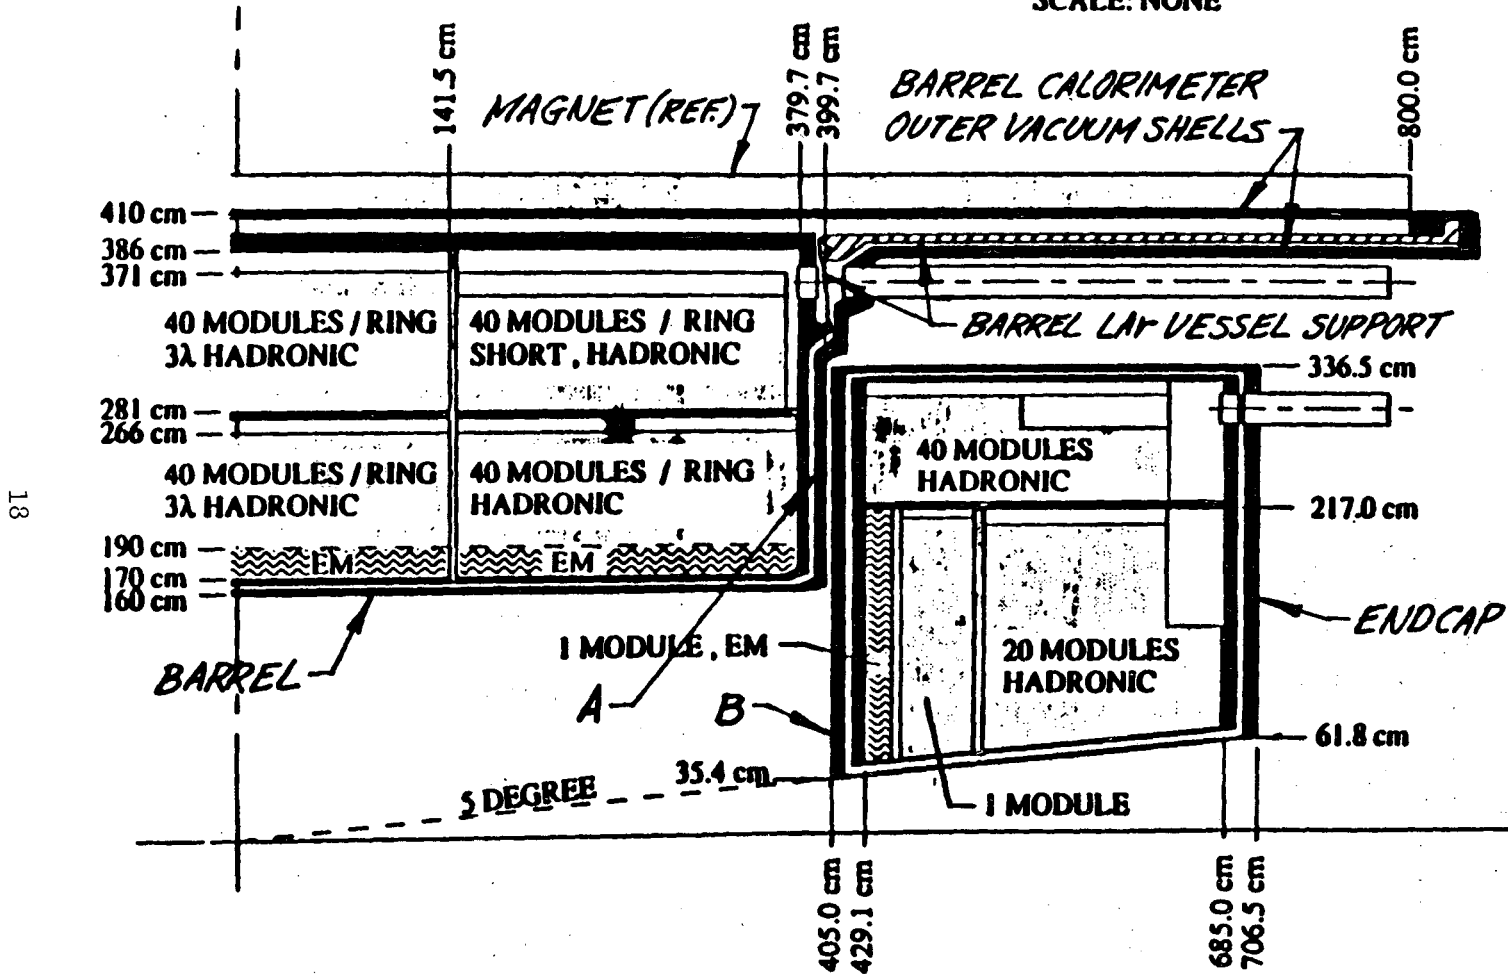 SCALE: NONE
141.5 cm
379.7 cm
399.7 cm
800.0 cm
MAGNET (REF.)
BARREL CALORIMETER
OUTER VACUUM SHELLS
410 cm
386 cm
371 cm
40 MODULES / RING
3λ HADRONIC
40 MODULES / RING
SHORT, HADRONIC
BARREL LAr VESSEL SUPPORT
336.5 cm
281 cm
266 cm
40 MODULES / RING
3λ HADRONIC
40 MODULES / RING
HADRONIC
40 MODULES
HADRONIC
217.0 cm
18
190 cm
170 cm
160 cm
EM
EM
ENDCAP
1 MODULE, EM
20 MODULES
HADRONIC
BARREL
A
B
61.8 cm
35.4 cm
5 DEGREE
1 MODULE
405.0 cm
429.1 cm
685.0 cm
706.5 cm